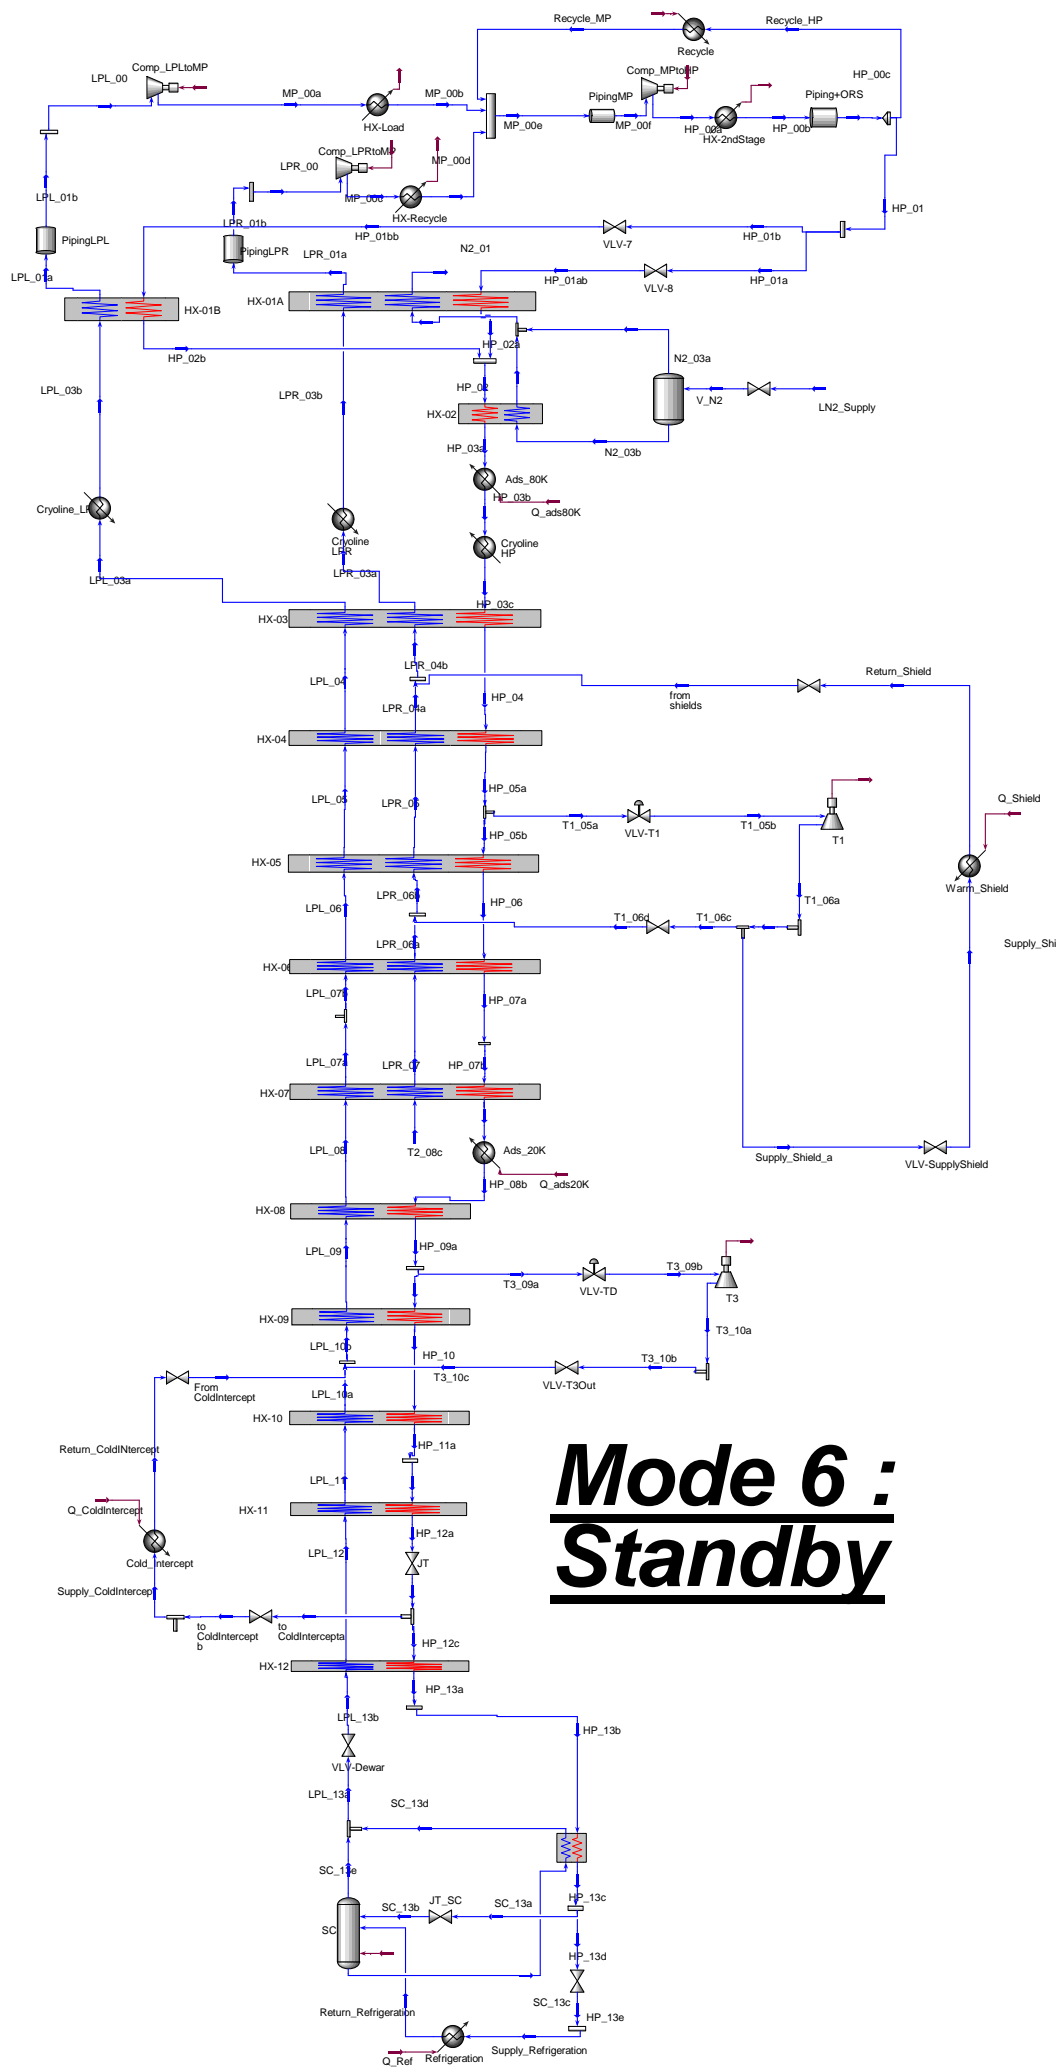 Recycle_MP
Recycle_HP
Recycle
LPL_00
Comp_LPLtoMP
Comp_MPtoHP
HP_00c
MP_00a
MP_00b
HX-Load
MP_00e
PipingMP
MP_00f
HP_00a
HP_00b
Piping+ORS
HX-2ndStage
LPR_00
Comp_LPRtoMP
MP_00d
HX-Recycle
LPL_01b
LPR_01b
HP_01
PipingLPL
PipingLPR
LPR_01a
HP_01bb
N2_01
VLV-7
HP_01b
LPL_01a
HX-01A
HP_01ab
VLV-8
HP_01a
HX-01B
HP_02b
HP_02a
LPL_03b
LPR_03b
HP_02
HX-02
N2_03a
V_N2
LN2_Supply
N2_03b
HP_03a
Ads_80K
HP_03b
Q_ads80K
Cryoline
LPR
Cryoline
HP
LPL_03a
LPR_03a
HP_03c
HX-03
LPL_04
LPR_04b
LPR_04a
HP_04
from
shields
Return_Shield
HX-04
LPL_05
HP_05a
HP_05b
T1_05a
VLV-T1
T1_05b
T1
Q_Shield
Warm_Shield
HX-05
LPL_06
LPR_06b
HP_06
T1_06d
T1_06c
T1_06a
LPR_06a
Supply_Shi
LPL_07b
HP_07a
LPL_07a
LPR_07
HP_07b
HX-07
LPL_08
T2_08c
Ads_20K
HP_08b
Q_ads20K
Supply_Shield_a
VLV-SupplyShield
HX-08
LPL_09
HP_09a
T3_09a
VLV-TD
T3_09b
T3
HX-09
LPL_10b
HP_10
T3_10c
VLV-T3Out
T3_10b
T3_10a
From
ColdIntercept
LPL_10a
HX-10
HP_11a
Return_ColdINtercept
LPL_11
Q_ColdIntercept
HX-11
HP_12a
Cold_Intercept
LPL_12
JT
Supply_ColdIntercept
to
ColdIntercept
b
to
ColdIntercepta
HP_12c
HX-12
HP_13a
LPL_13b
HP_13b
VLV-Dewar
LPL_13a
SC_13d
SC_13e
HP_13c
SC
SC_13b
JT_SC
SC_13a
HP_13d
SC_13c
HP_13e
Return_Refrigeration
Q_Ref
Refrigeration
Supply_Refrigeration
Mode 6 :
Standby